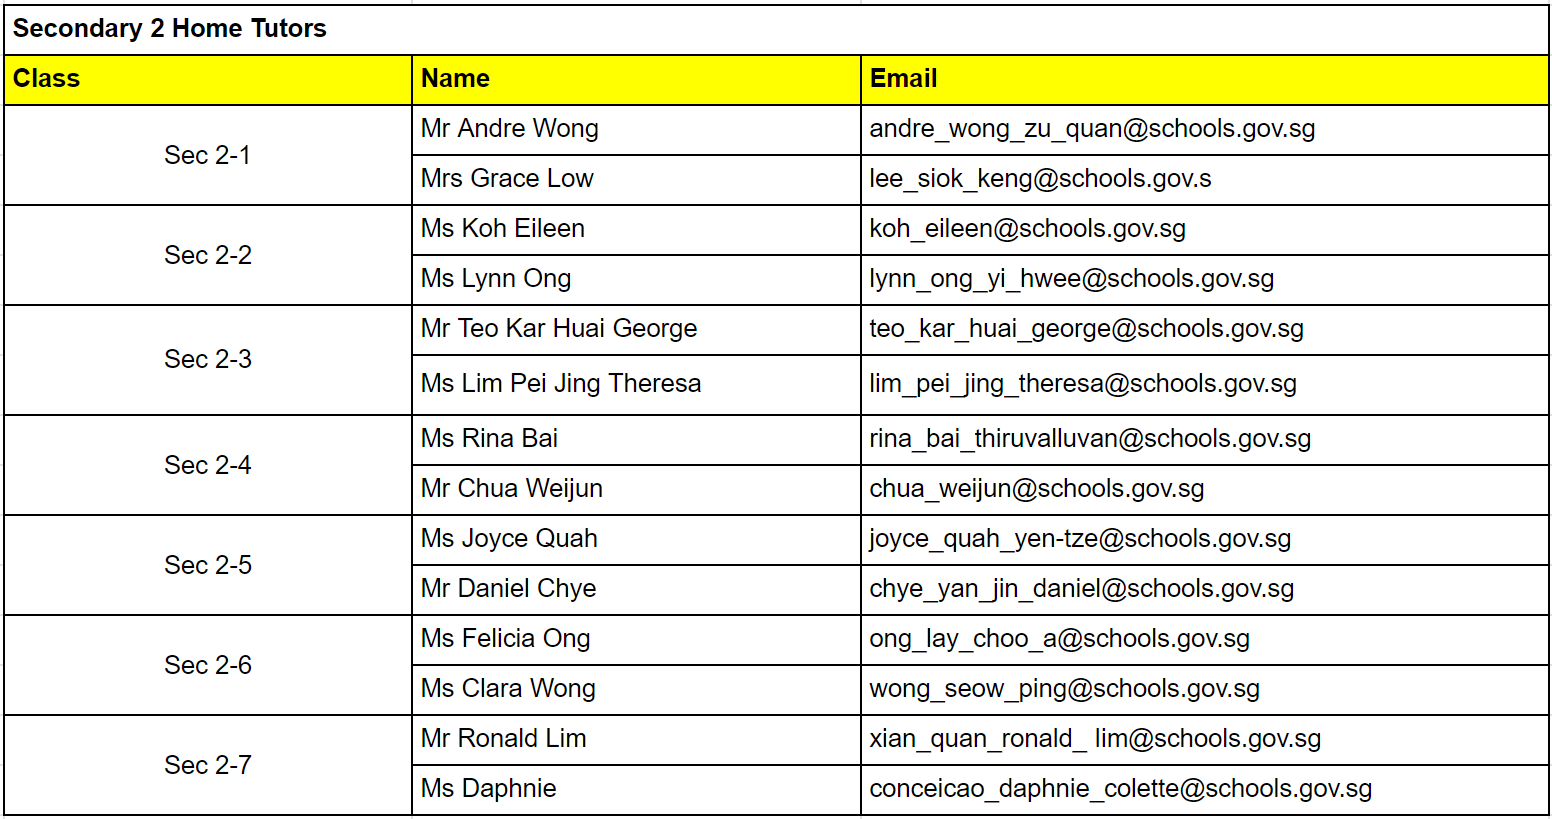 Secondary 2 Home Tutors
Class Name Email
Sec 2-1
Mr Andre Wong andre_wong_zu_quan@schools.gov.sg
Mrs Grace Low lee_siok_keng@schools.gov.s
Sec 2-2
Ms Koh Eileen koh_eileen@schools.gov.sg
Ms Lynn Ong lynn_ong_yi_hwee@schools.gov.sg
Sec 2-3
Mr Teo Kar Huai George teo_kar_huai_george@schools.gov.sg
Ms Lim Pei Jing Theresa lim_pei_jing_theresa@schools.gov.sg
Sec 2-4
Ms Rina Bai rina_bai_thiruvalluvan@schools.gov.sg
Mr Chua Weijun chua_weijun@schools.gov.sg
Sec 2-5
Ms Joyce Quah joyce_quah_yen-tze@schools.gov.sg
Mr Daniel Chye chye_yan_jin_daniel@schools.gov.sg
Sec 2-6
Ms Felicia Ong ong_lay_choo_a@schools.gov.sg
Ms Clara Wong wong_seow_ping@schools.gov.sg
Sec 2-7
Mr Ronald Lim xian_quan_ronald_ lim@schools.gov.sg
Ms Daphnie conceicao_daphnie_colette@schools.gov.sg